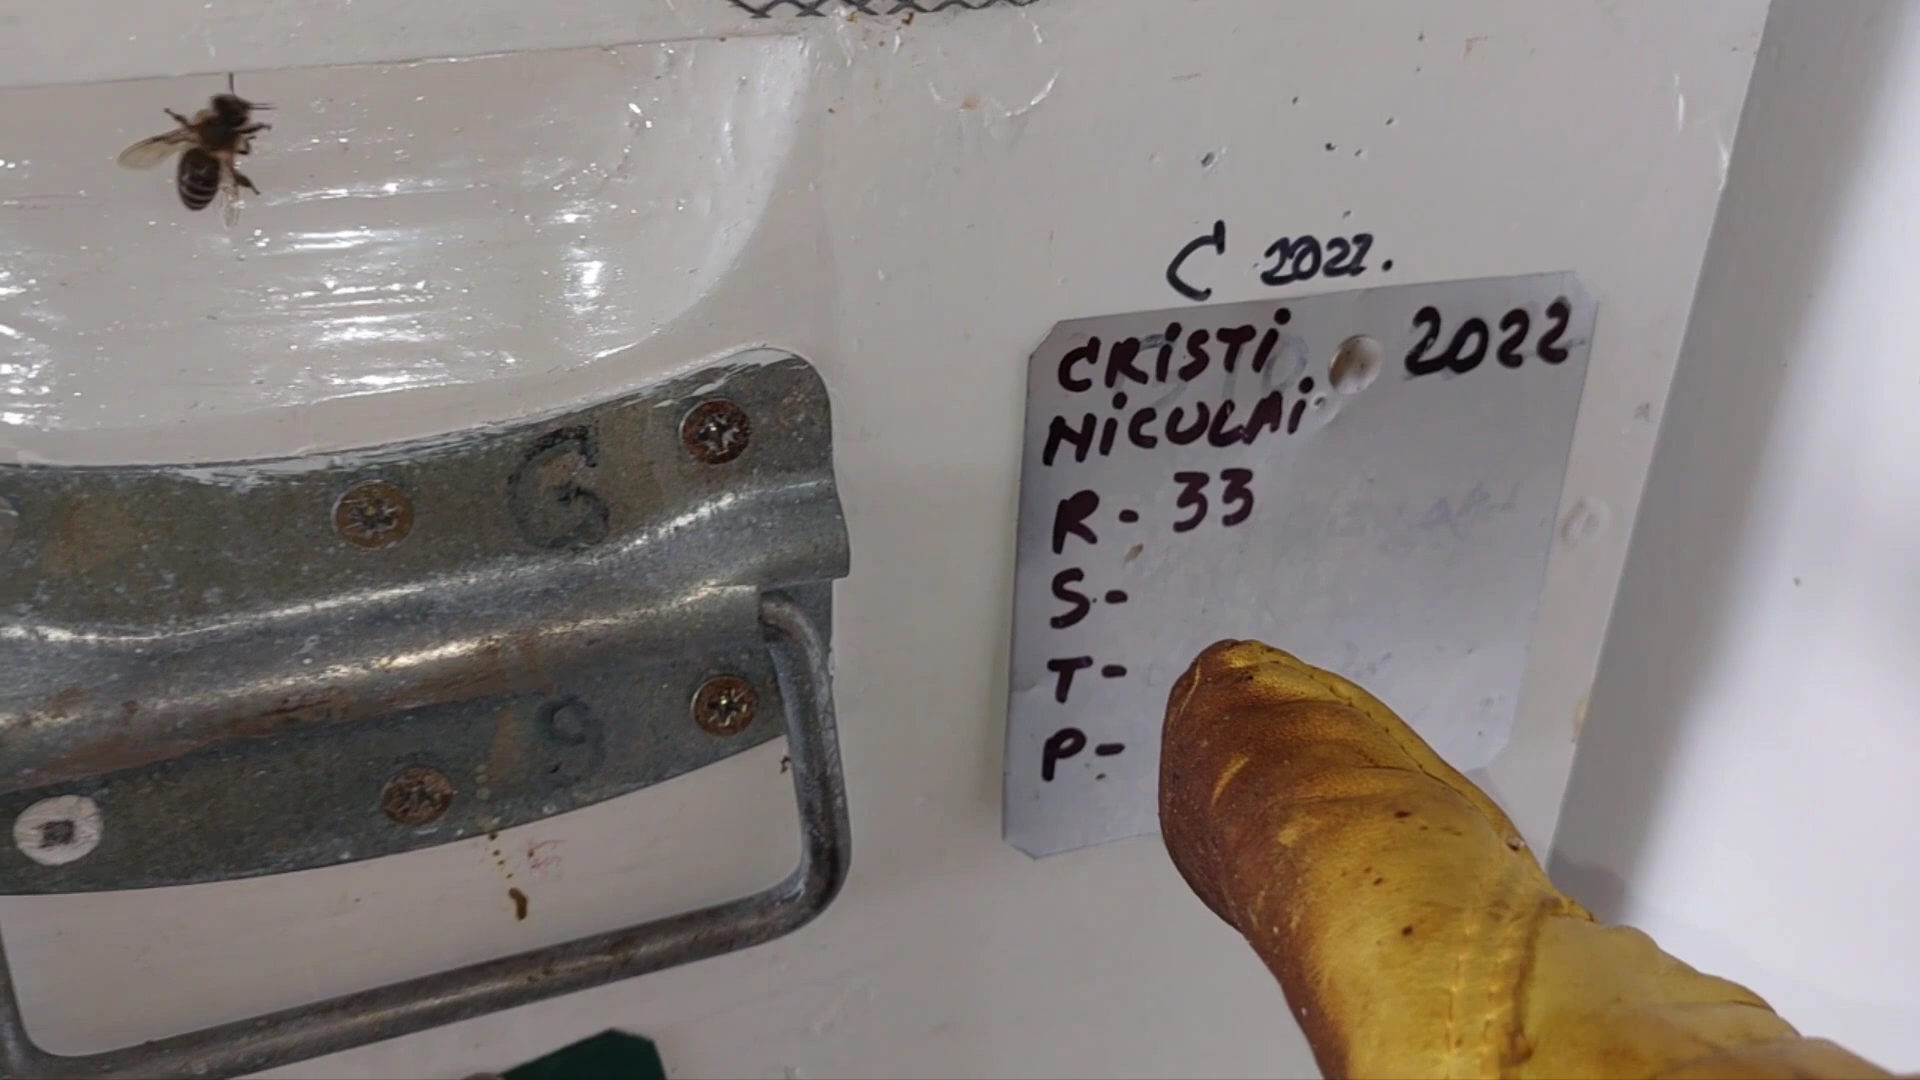 C 2022.
CRiSTi 2022
NiCULAi
R- 33
S-
T-
P-
G
9